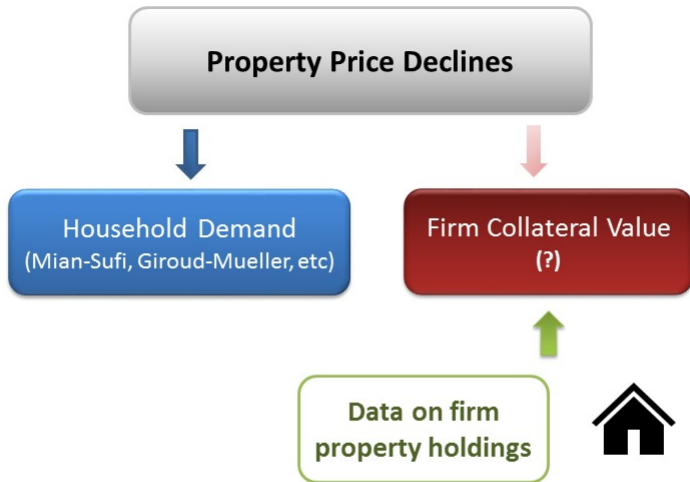 Property Price Declines
Household Demand
(Mian-Sufi, Giroud-Mueller, etc)
Firm Collateral Value
(?)
Data on firm
property holdings